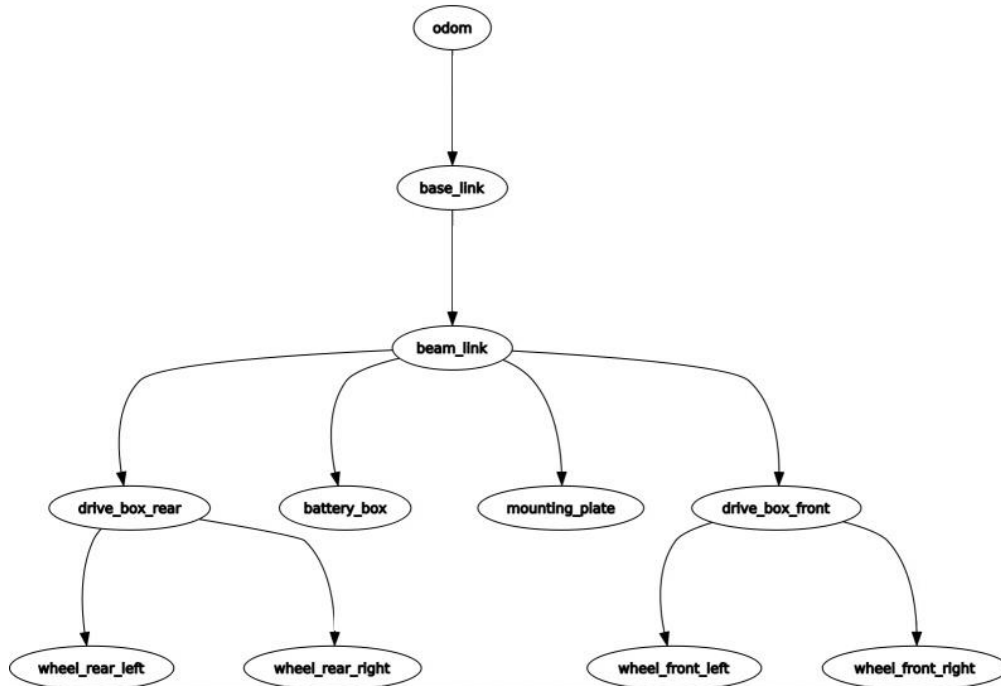 odom
base_link
beam_link
drive_box_rear
battery_box
mounting_plate
drive_box_front
wheel_rear_left
wheel_rear_right
wheel_front_left
wheel_front_right